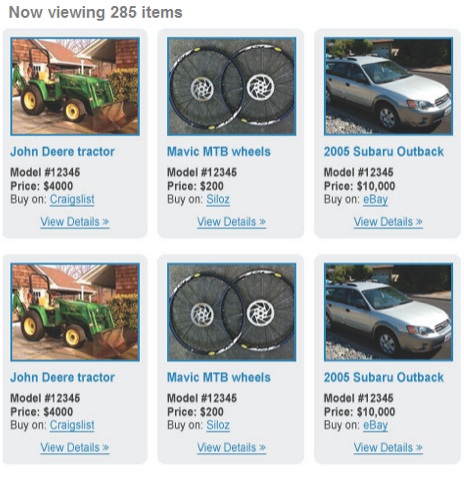 Now viewing 285 items
John Deere tractor
Model #12345
Price: $4000
Buy on: Craigslist
View Details »
Mavic MTB wheels
Model #12345
Price: $200
Buy on: Siloz
View Details »
2005 Subaru Outback
Model #12345
Price: $10,000
Buy on: eBay
View Details »
John Deere tractor
Model #12345
Price: $4000
Buy on: Craigslist
View Details »
Mavic MTB wheels
Model #12345
Price: $200
Buy on: Siloz
View Details »
2005 Subaru Outback
Model #12345
Price: $10,000
Buy on: eBay
View Details »